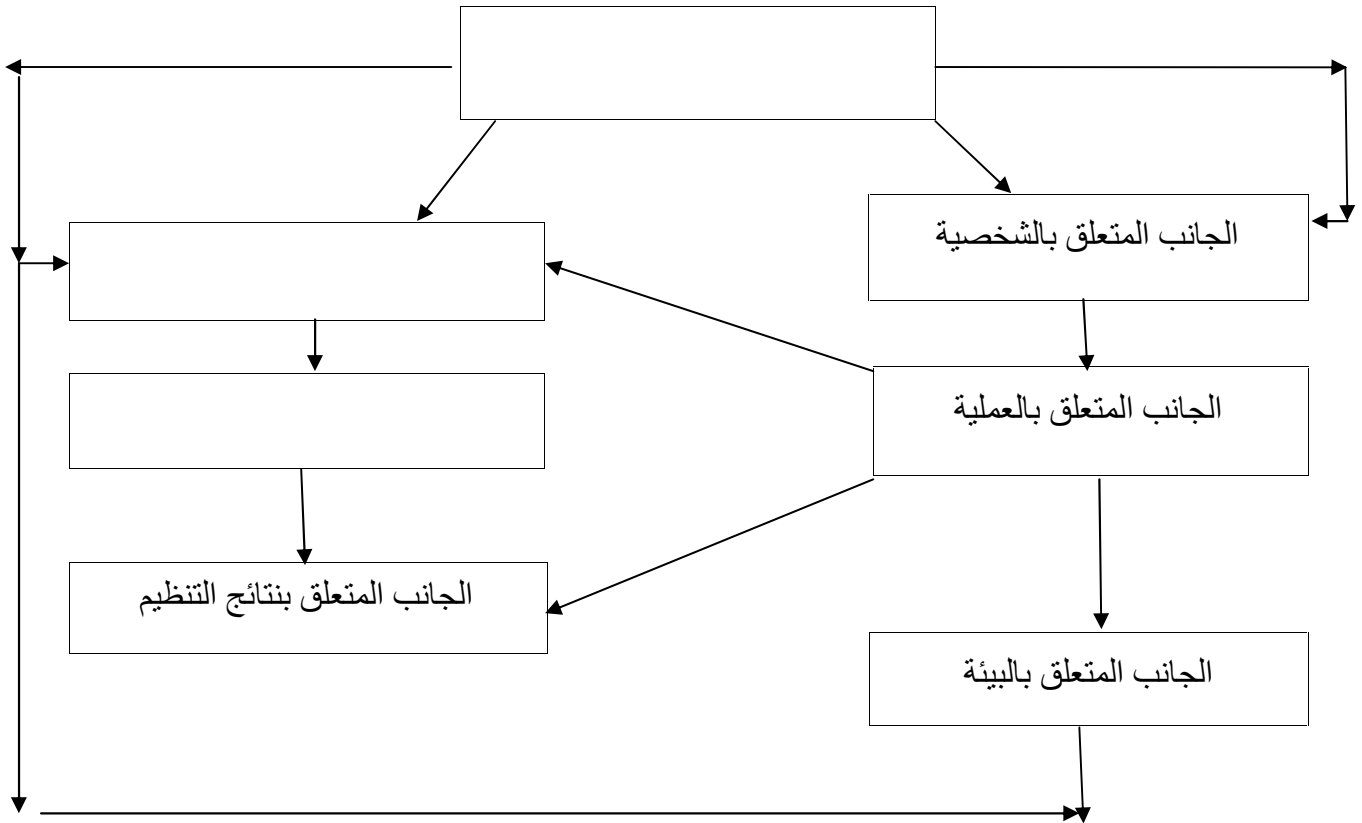 الجانب المتعلق بالشخصية
الجانب المتعلق بالعملية
الجانب المتعلق بنتائج التنظيم
الجانب المتعلق بالبيئة